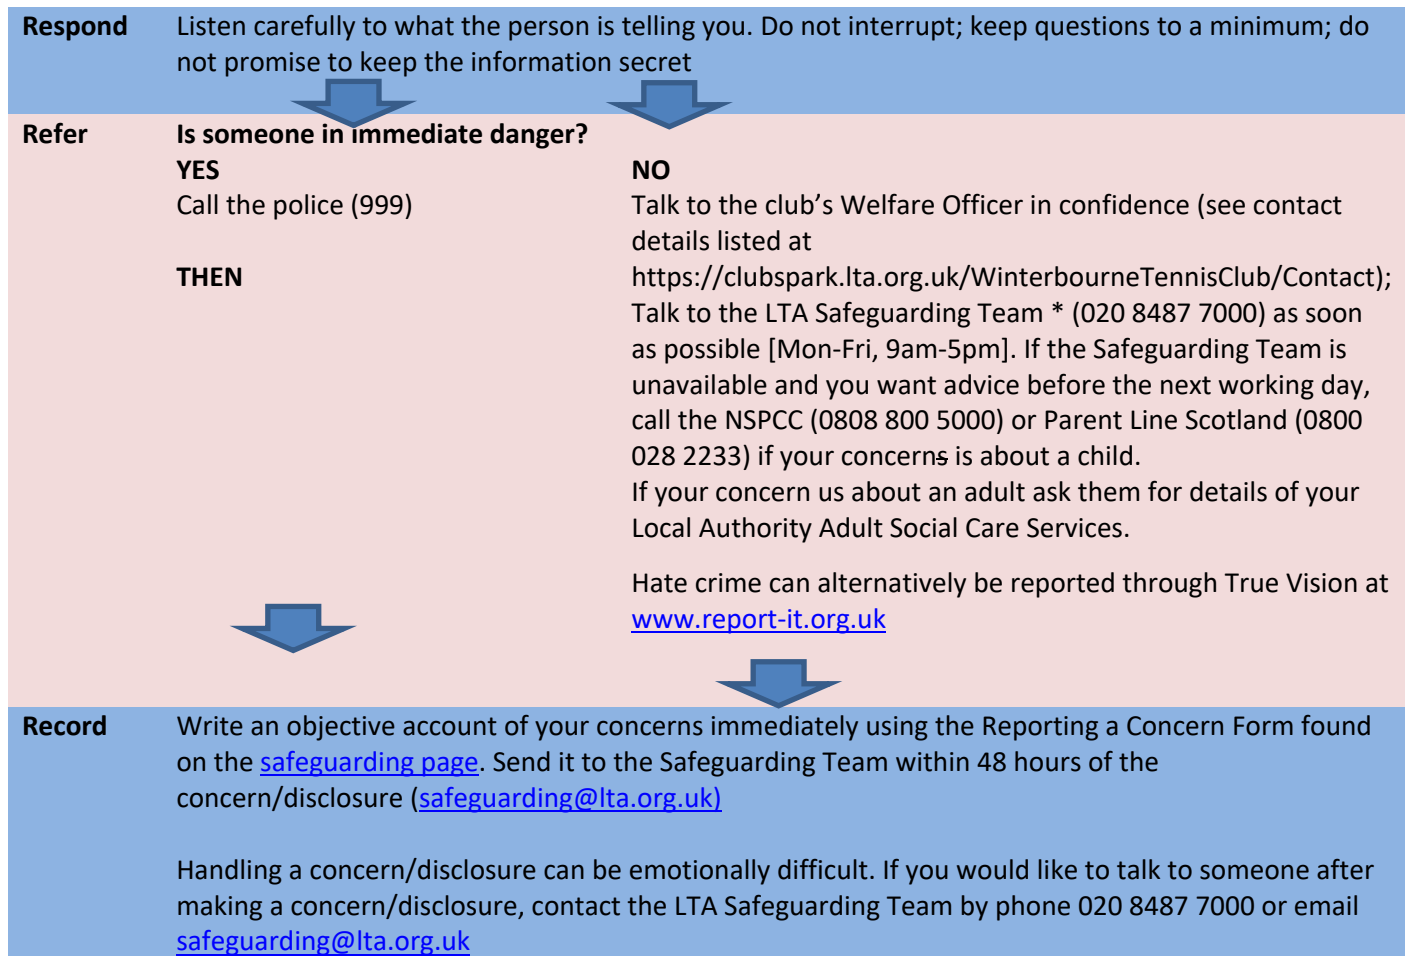 Respond Listen carefully to what the person is telling you. Do not interrupt; keep questions to a minimum; do
not promise to keep the information secret
Refer Is someone in immediate danger?
YES
Call the police (999)
THEN
NO
Talk to the club’s Welfare Officer in confidence (see contact
details listed at
https://clubspark.lta.org.uk/WinterbourneTennisClub/Contact);
Talk to the LTA Safeguarding Team * (020 8487 7000) as soon
as possible [Mon-Fri, 9am-5pm]. If the Safeguarding Team is
unavailable and you want advice before the next working day,
call the NSPCC (0808 800 5000) or Parent Line Scotland (0800
028 2233) if your concerns is about a child.
If your concern us about an adult ask them for details of your
Local Authority Adult Social Care Services.
Hate crime can alternatively be reported through True Vision at
www.report-it.org.uk
Record Write an objective account of your concerns immediately using the Reporting a Concern Form found
on the safeguarding page. Send it to the Safeguarding Team within 48 hours of the
concern/disclosure (safeguarding@lta.org.uk)
Handling a concern/disclosure can be emotionally difficult. If you would like to talk to someone after
making a concern/disclosure, contact the LTA Safeguarding Team by phone 020 8487 7000 or email
safeguarding@lta.org.uk